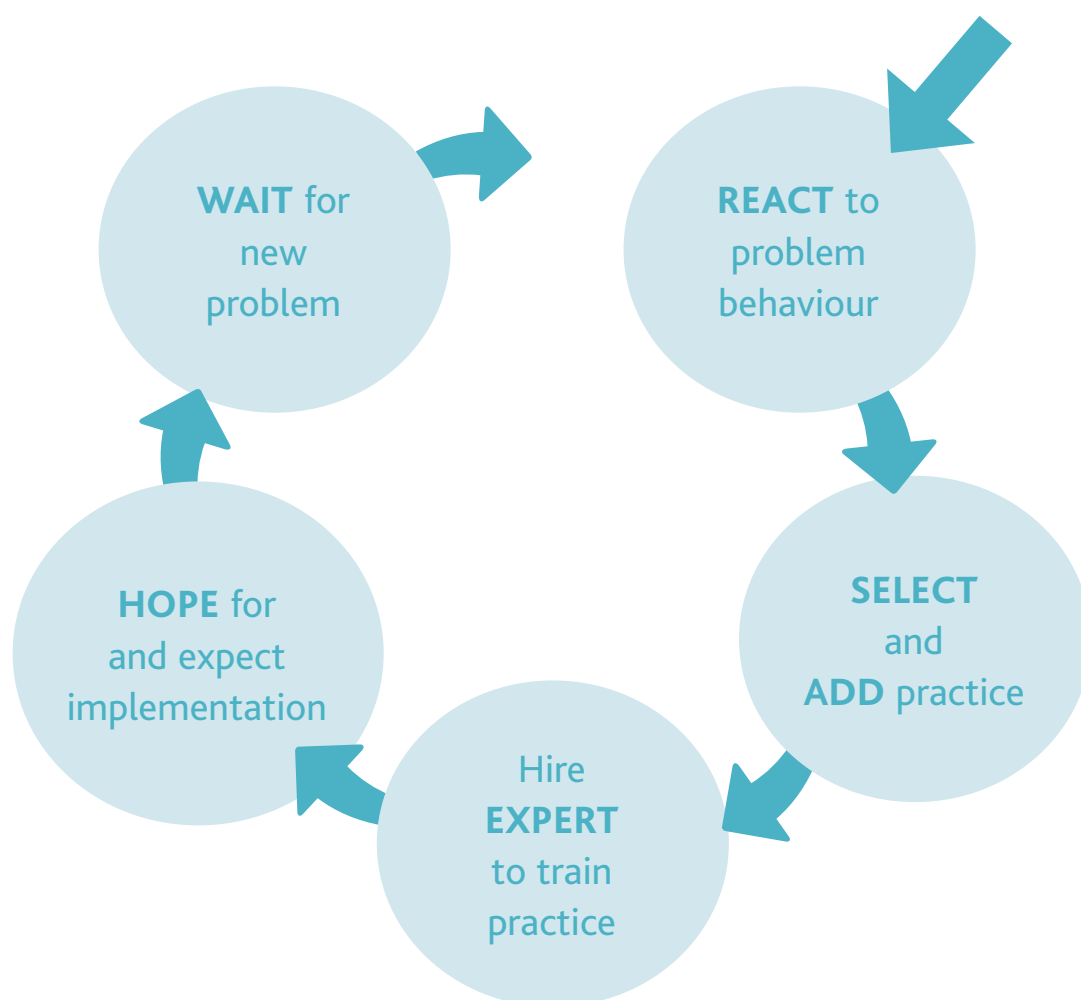 WAIT for
new
problem
REACT to
problem
behaviour
SELECT
and
ADD practice
Hire
EXPERT
to train
practice
HOPE for
and expect
implementation